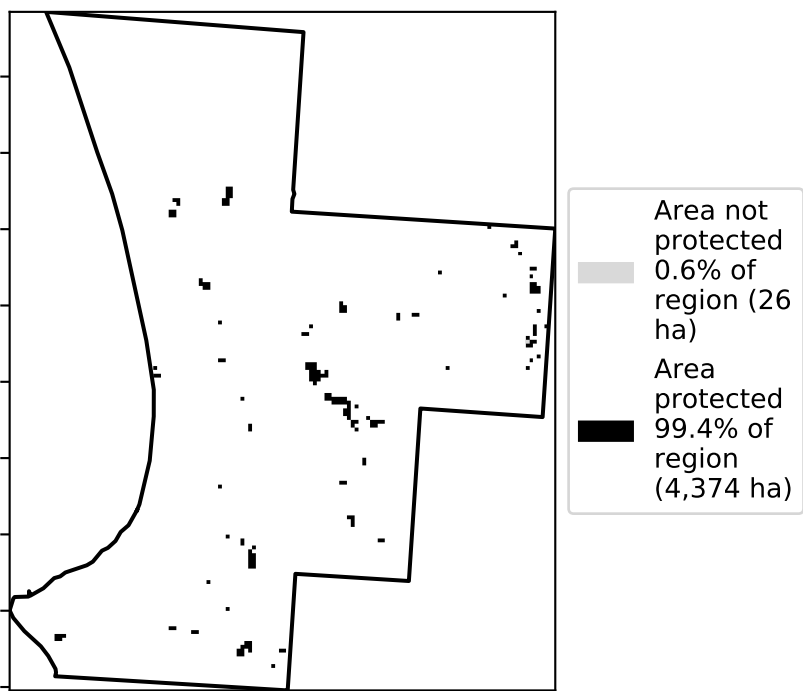 Area not
protected
0.6% of
region (26
ha)
Area
protected
99.4% of
region
(4,374 ha)